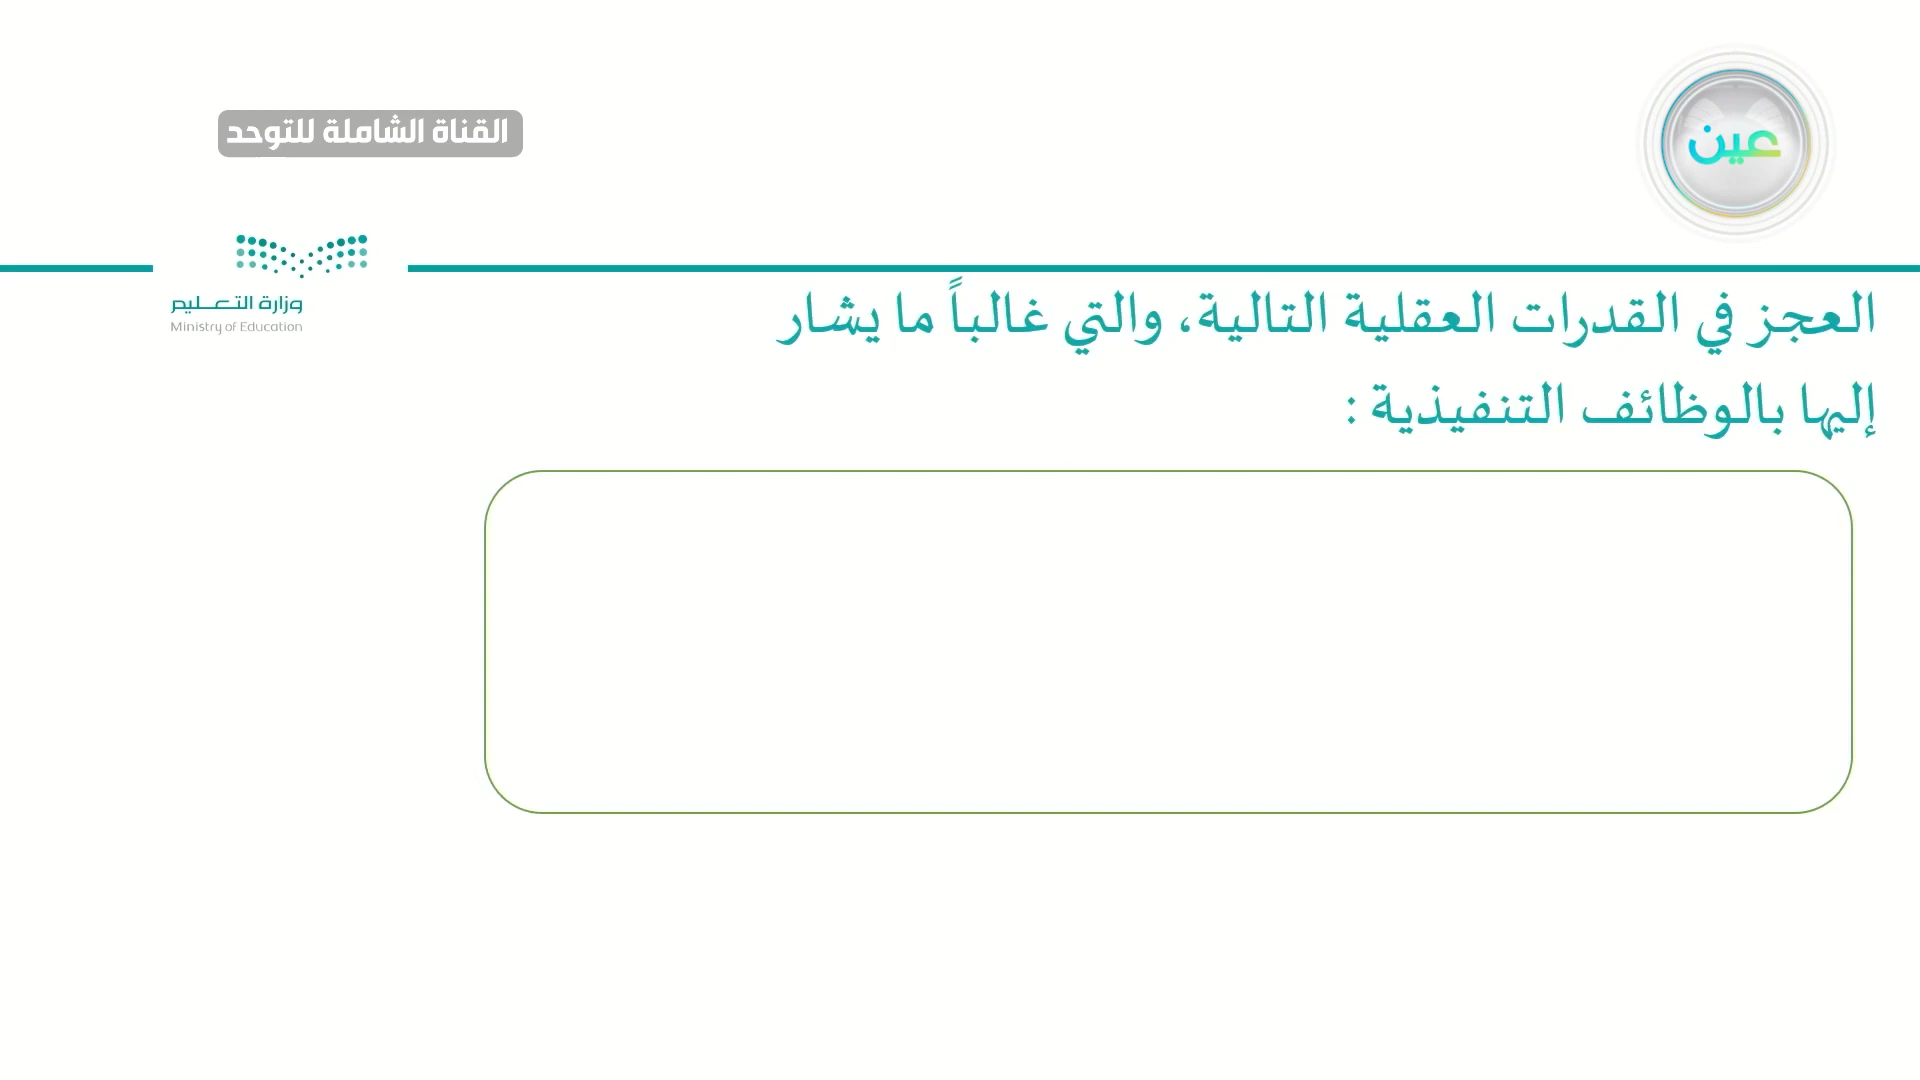 عين
القناة الشاملة للتوحد
وزارة التعليم
Ministry of Education
العجز في القدرات العقلية التالية، والتي غالباً ما يشار
إليها بالوظائف التنفيذية :